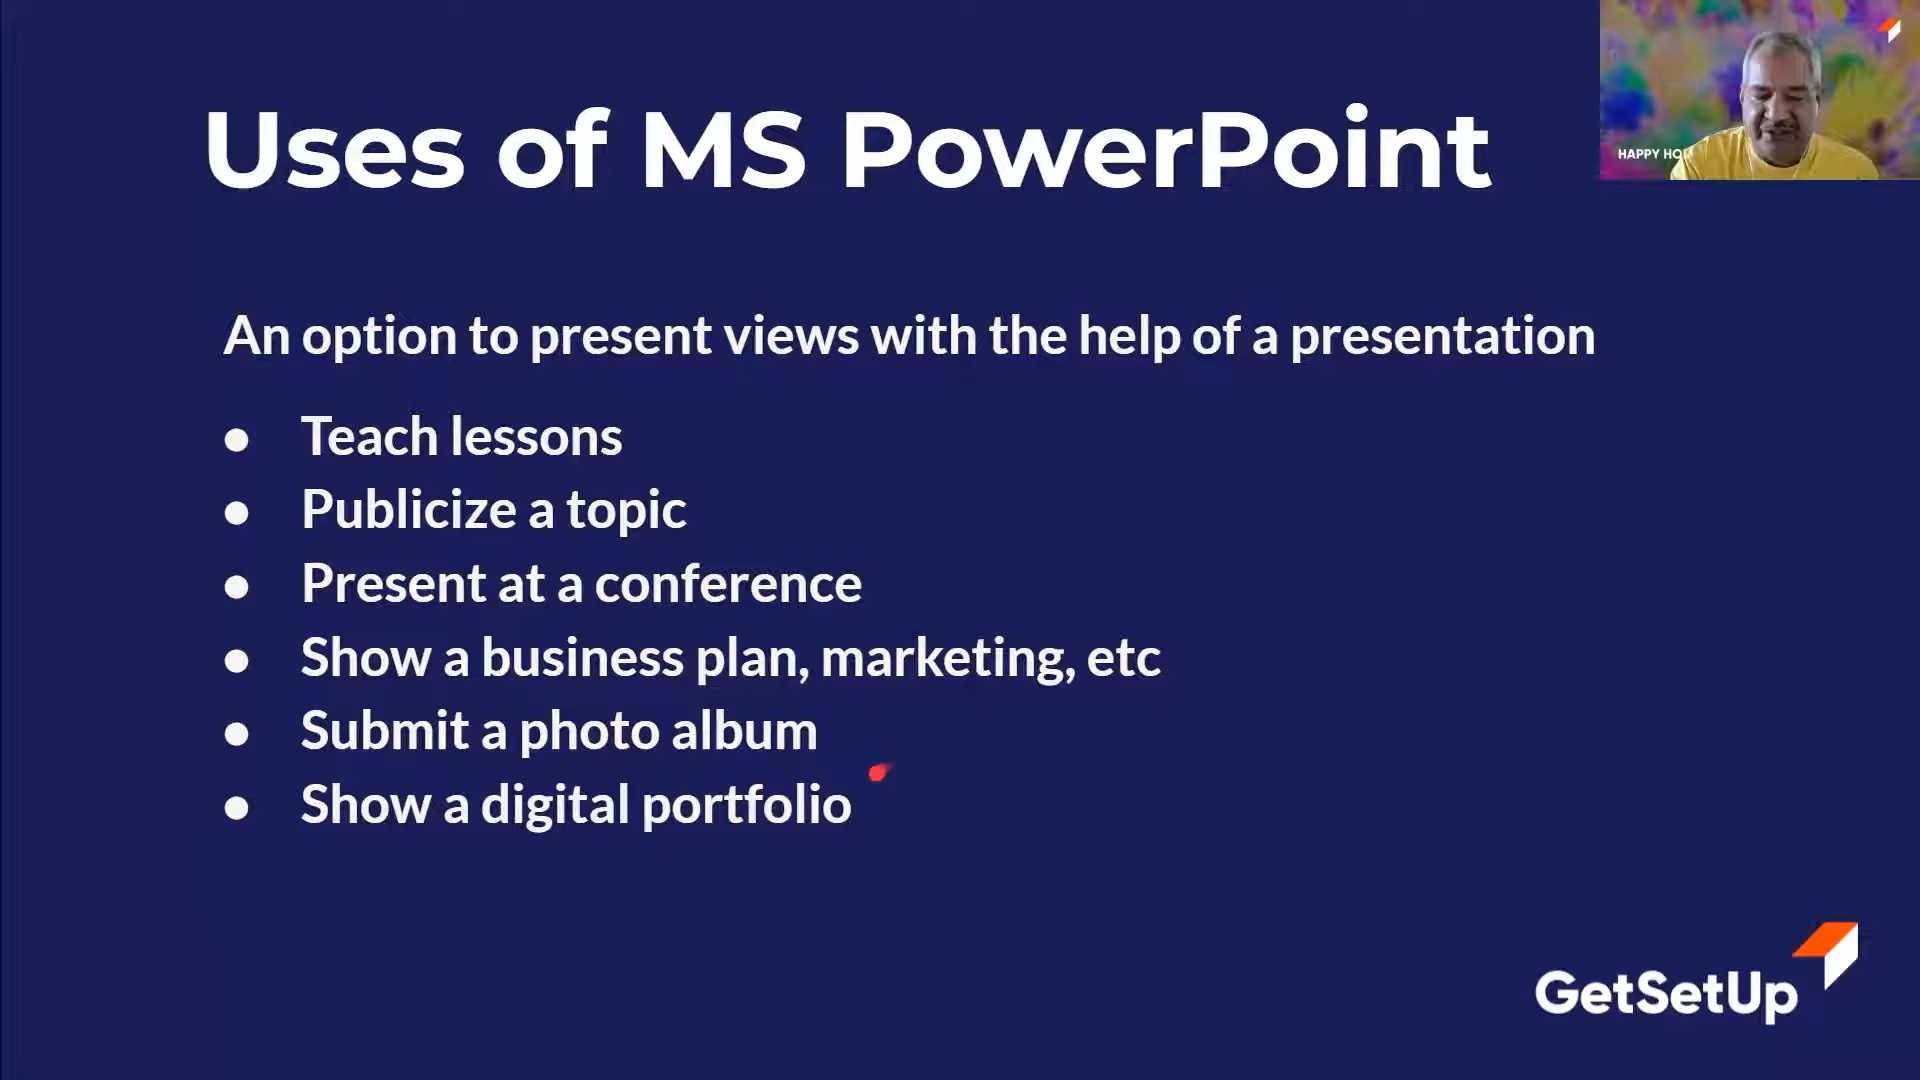 Uses of MS PowerPoint
HAPPY
An option to present views with the help of a presentation
● Teach lessons
● Publicize a topic
● Present at a conference
● Show a business plan, marketing, etc
● Submit a photo album
● Show a digital portfolio
GetSetUp